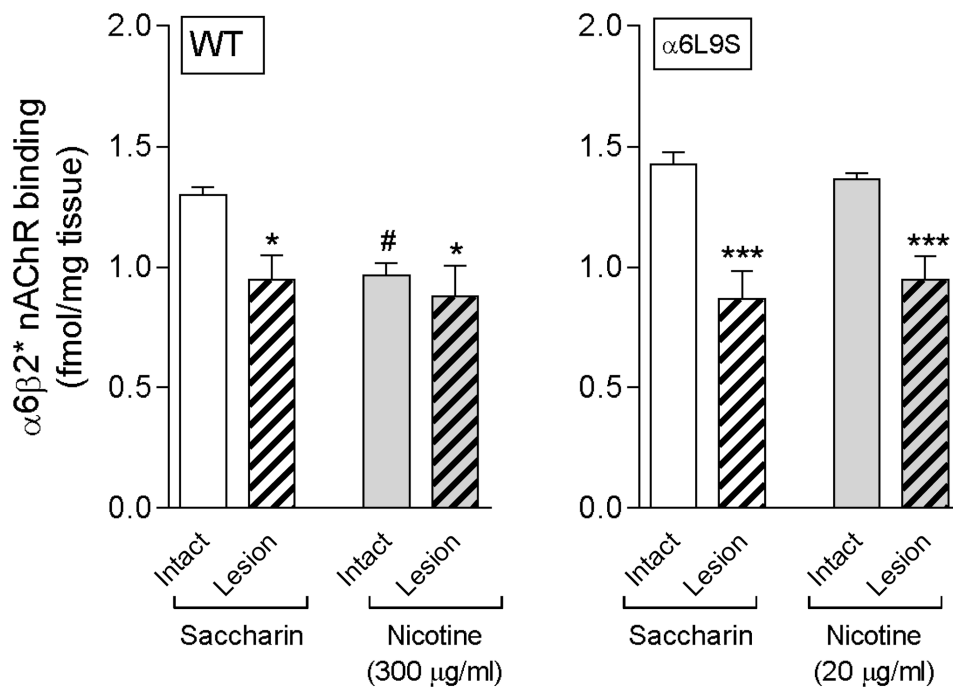 α6β2* nAChR binding
(fmol/mg tissue)
WT
2.0
1.5
1.0
0.5
0.0
*
#
*
Intact
Lesion
Intact
Lesion
Saccharin
Nicotine
(300 μg/ml)
α6L9S
2.0
1.5
1.0
0.5
0.0
***
***
Intact
Lesion
Intact
Lesion
Saccharin
Nicotine
(20 μg/ml)